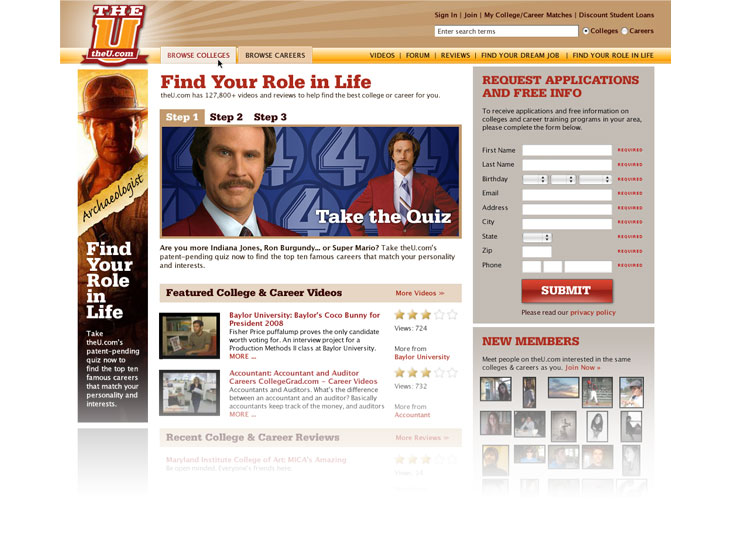 THE
U
theU.com
Sign In | Join | My College/Career Matches | Discount Student Loans
Enter search terms
Colleges
Careers
BROWSE COLLEGES
BROWSE CAREERS
VIDEOS | FORUM | REVIEWS | FIND YOUR DREAM JOB | FIND YOUR ROLE IN LIFE
Archaeologist
Find
Your
Role
in
Life
Take
theU.com's
patent-pending
quiz now to
find the top ten
famous careers
that match your
personality and
interests.
Find Your Role in Life
theU.com has 127,800+ videos and reviews to help find the best college or career for you.
Step 1 Step 2 Step 3
4
4
4
Take the Quiz
Are you more Indiana Jones, Ron Burgundy... or Super Mario? Take theU.com's
patent-pending quiz now to find the top ten famous careers that match your personality
and interests.
Featured College & Career Videos
More Videos »
Baylor University: Baylor's Coco Bunny for
President 2008
Fisher Price puffalump proves the only candidate
worth voting for. An interview project for a
Production Methods II class at Baylor University.
MORE ...
Views: 724
More from
Baylor University
Accountant: Accountant and Auditor
Careers CollegeGrad.com - Career Videos
Accountants and Auditors. What's the difference
between an accountant and an auditor? Basically
accountants keep track of the money, and auditors
MORE ...
Views: 732
More from
Accountant
Recent College & Career Reviews
More Reviews »
Maryland Institute College of Art: MICA's Amazing
Be open minded. Everyone's friends here.
REQUEST APPLICATIONS
AND FREE INFO
To receive applications and free information on
colleges and career training programs in your area,
please complete the form below.
First Name REQUIRED
Last Name REQUIRED
Birthday REQUIRED
Email REQUIRED
Address REQUIRED
City REQUIRED
State REQUIRED
Zip REQUIRED
Phone REQUIRED
SUBMIT
Please read our privacy policy
NEW MEMBERS
Meet people on theU.com interested in the same
colleges & careers as you. Join Now »